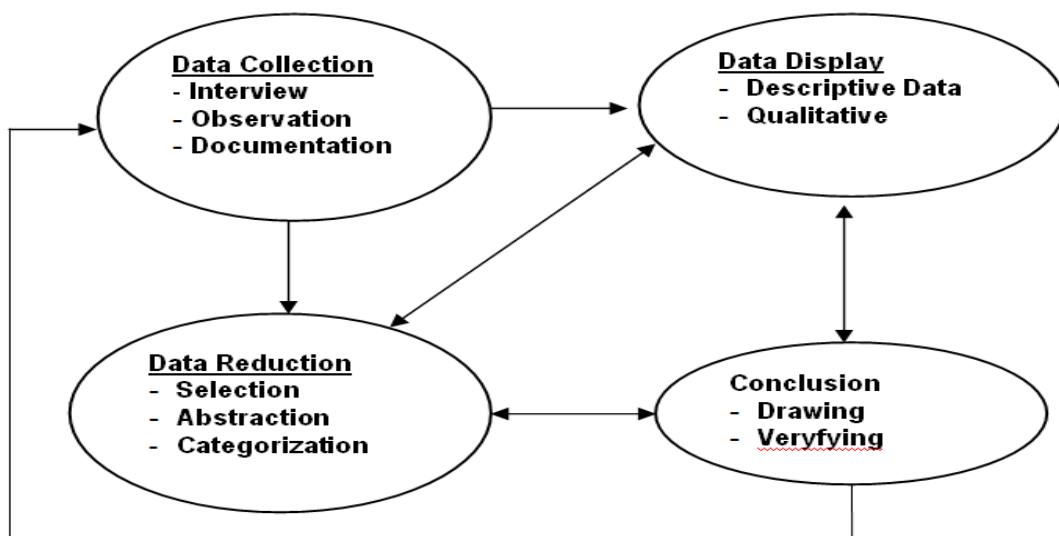 Data Collection
- Interview
- Observation
- Documentation
Data Display
- Descriptive Data
- Qualitative
Data Reduction
- Selection
- Abstraction
- Categorization
Conclusion
- Drawing
- Veryfying